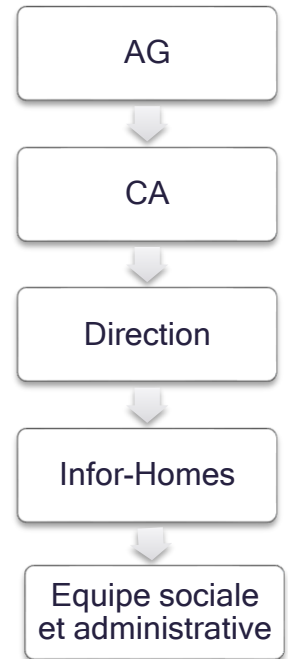 AG
CA
Direction
Infor-Homes
Equipe sociale
et administrative